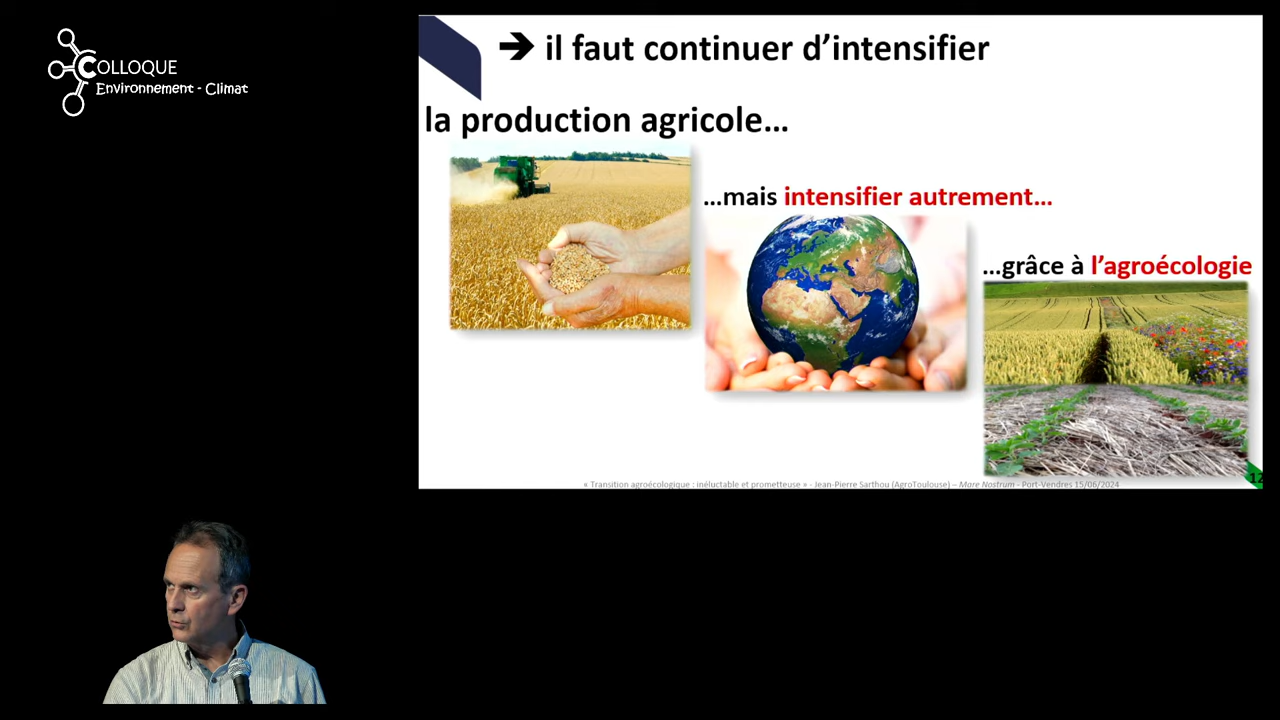 COLLOQUE
Environnement - Climat
➔ il faut continuer d’intensifier
la production agricole...
...mais intensifier autrement...
...grâce à l’agroécologie
« Transition agroécologique : inéluctable et prometteuse » - Jean-Pierre Sarthou (AgroToulouse) – Mare Nostrum - Port-Vendres 15/06/2024